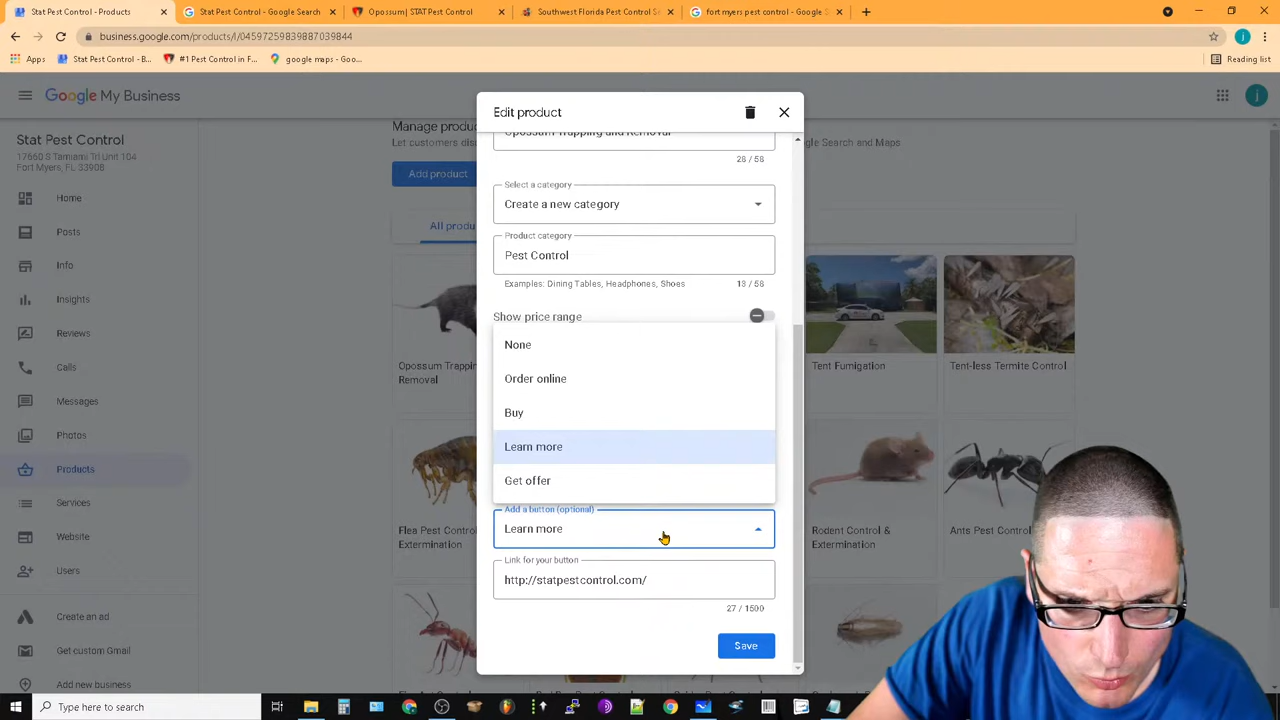 Stat Pest Control - Products
Stat Pest Control - Google Search
Opossum | STAT Pest Control
Southwest Florida Pest Control Se
fort myers pest control - Google S
business.google.com/products/l/04597259839887039844
Apps
Stat Pest Control - B...
#1 Pest Control in F...
google maps - Goo...
Reading list
Google My Business
Edit product
Stat Pest Control
17660 S Tamiami Trl Unit 104
Fort Myers, FL 33908
Home
Posts
Info
Insights
Reviews
Calls
Messages
Photos
Products
Services
Website
Users
Create an ad
Get custom Gmail
Add new business
Manage produ
Let customers dis
gle Search and Maps
Add product
All produ
Opossum Trapping and Removal
28 / 58
Select a category
Create a new category
Product category
Pest Control
Examples: Dining Tables, Headphones, Shoes
13 / 58
Show price range
None
Order online
Buy
Learn more
Get offer
Add a button (optional)
Learn more
Link for your button
http://statpestcontrol.com/
27 / 1500
Save
Opossum Trappin
Removal
Tent Fumigation
Tent-less Termite Control
Flea Pest Control
Extermination
Rodent Control &
Extermination
Ants Pest Control
Extermination
Type here to search